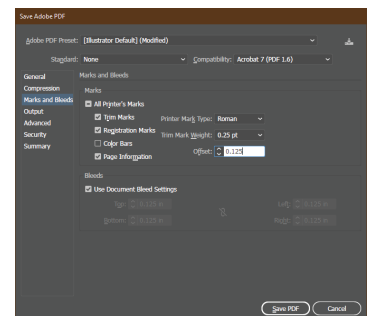 Save Adobe PDF
Adobe PDF Preset: [Illustrator Default] (Modified)
Standard: None Compatibility: Acrobat 7 (PDF 1.6)
General
Compression
Marks and Bleeds
Output
Advanced
Security
Summary
Marks and Bleeds
Marks
All Printer's Marks
Trim Marks Printer Mark Type: Roman
Registration Marks Trim Mark Weight: 0.25 pt
Color Bars Offset: 0.125
Page Information
Bleeds
Use Document Bleed Settings
Top: 0.125 in Left: 0.125 in
Bottom: 0.125 in Right: 0.125 in
Save PDF Cancel